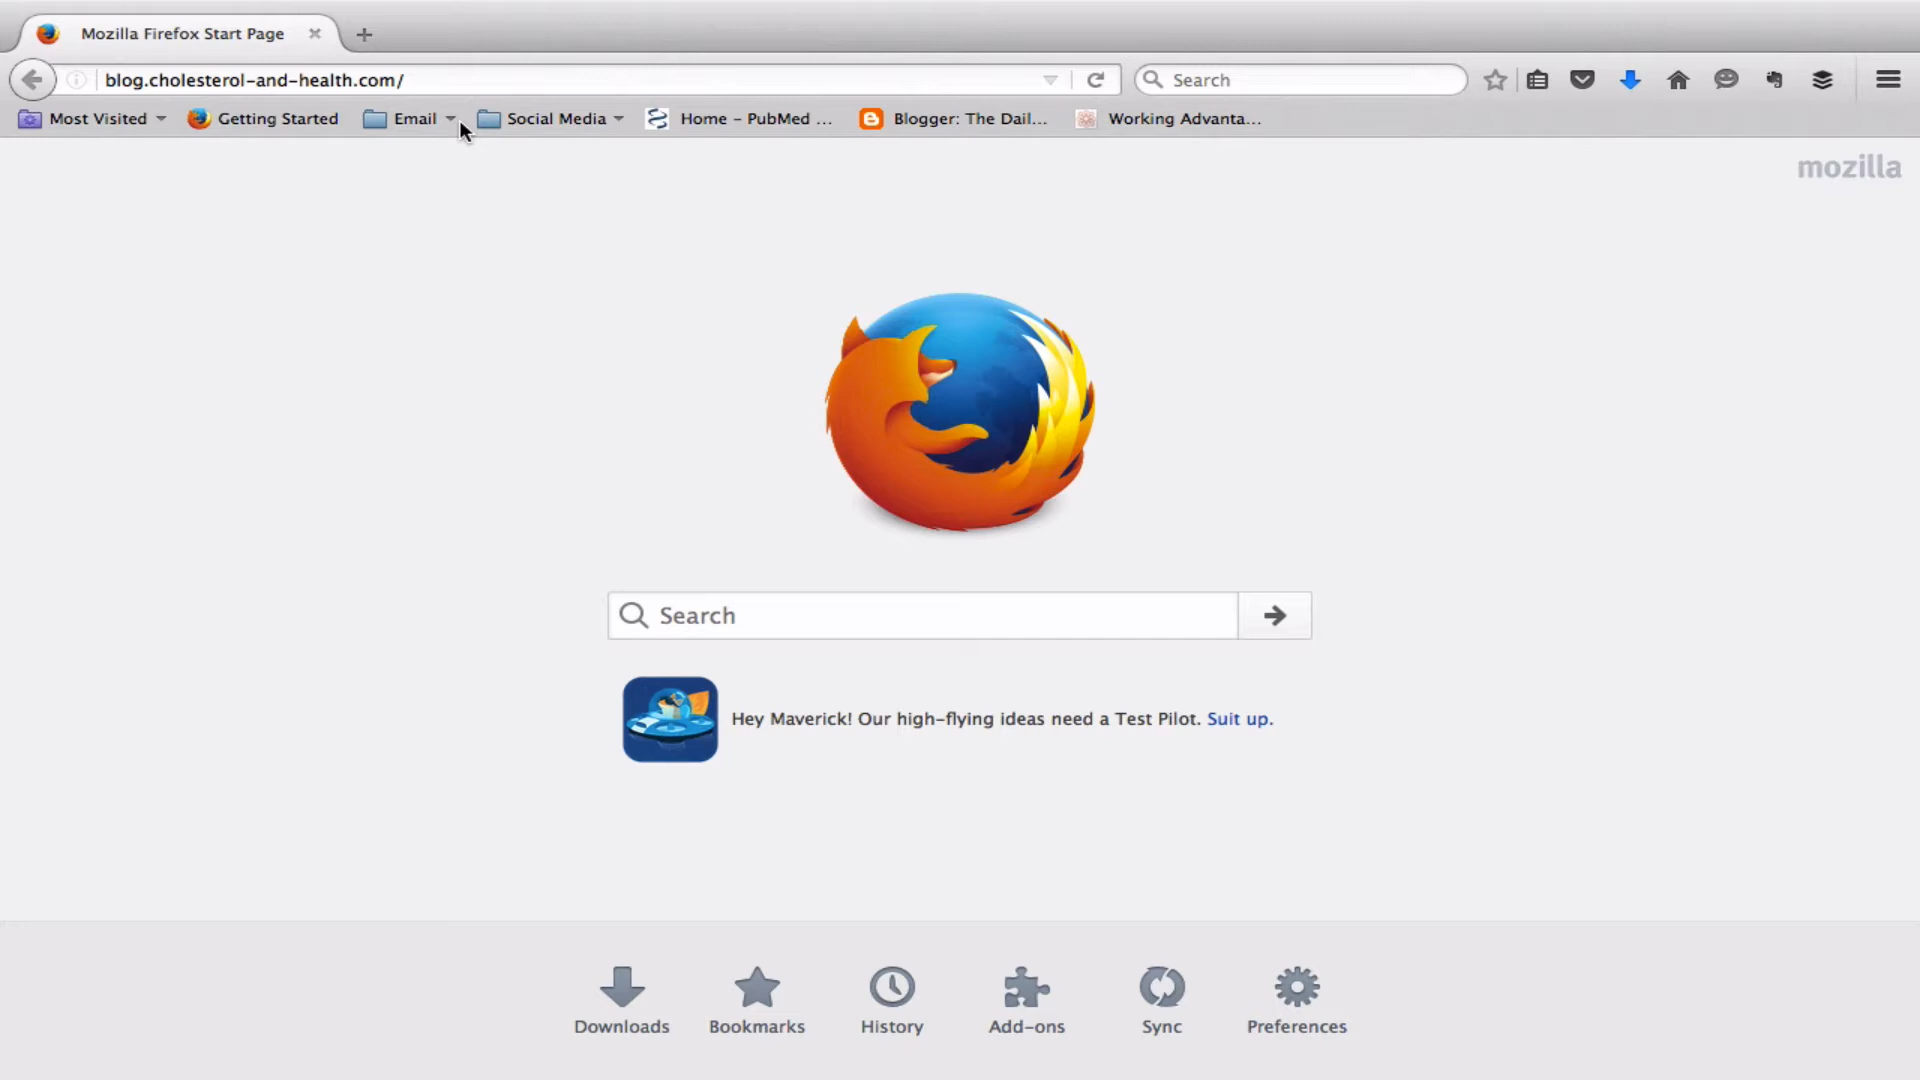 Mozilla Firefox Start Page
blog.cholesterol-and-health.com/
Search
Most Visited
Getting Started
Email
Social Media
Home - PubMed ...
Blogger: The Dail...
Working Advanta...
mozilla
Search
Hey Maverick! Our high-flying ideas need a Test Pilot. Suit up.
Downloads
Bookmarks
History
Add-ons
Sync
Preferences